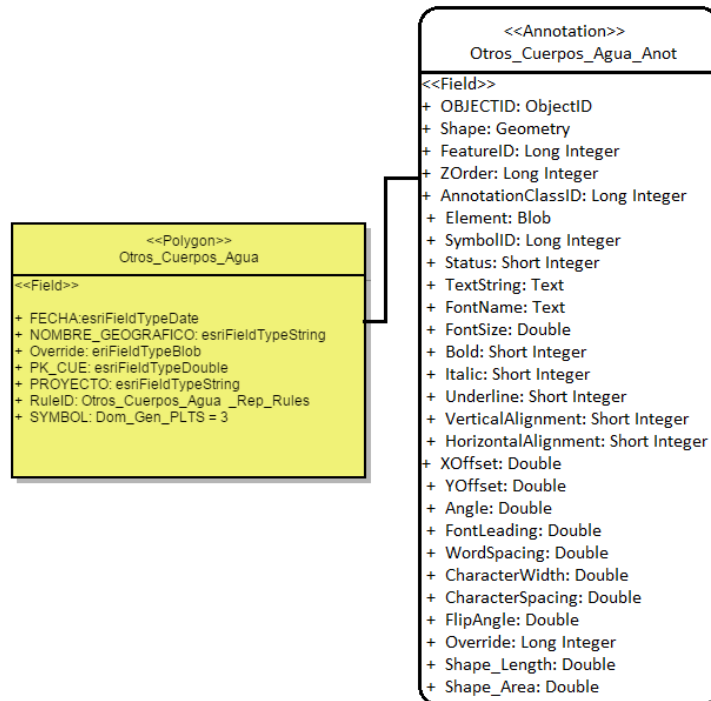 <<Polygon>>
Otros_Cuerpos_Agua
<<Field>>
+ FECHA:esriFieldTypeDate
+ NOMBRE_GEOGRAFICO: esriFieldTypeString
+ Override: eriFieldTypeBlob
+ PK_CUE: esriFieldTypeDouble
+ PROYECTO: esriFieldTypeString
+ RuleID: Otros_Cuerpos_Agua _Rep_Rules
+ SYMBOL: Dom_Gen_PLTS = 3
<<Annotation>>
Otros_Cuerpos_Agua_Anot
<<Field>>
+ OBJECTID: ObjectID
+ Shape: Geometry
+ FeatureID: Long Integer
+ ZOrder: Long Integer
+ AnnotationClassID: Long Integer
+ Element: Blob
+ SymbolID: Long Integer
+ Status: Short Integer
+ TextString: Text
+ FontName: Text
+ FontSize: Double
+ Bold: Short Integer
+ Italic: Short Integer
+ Underline: Short Integer
+ VerticalAlignment: Short Integer
+ HorizontalAlignment: Short Integer
+ XOffset: Double
+ YOffset: Double
+ Angle: Double
+ FontLeading: Double
+ WordSpacing: Double
+ CharacterWidth: Double
+ CharacterSpacing: Double
+ FlipAngle: Double
+ Override: Long Integer
+ Shape_Length: Double
+ Shape_Area: Double